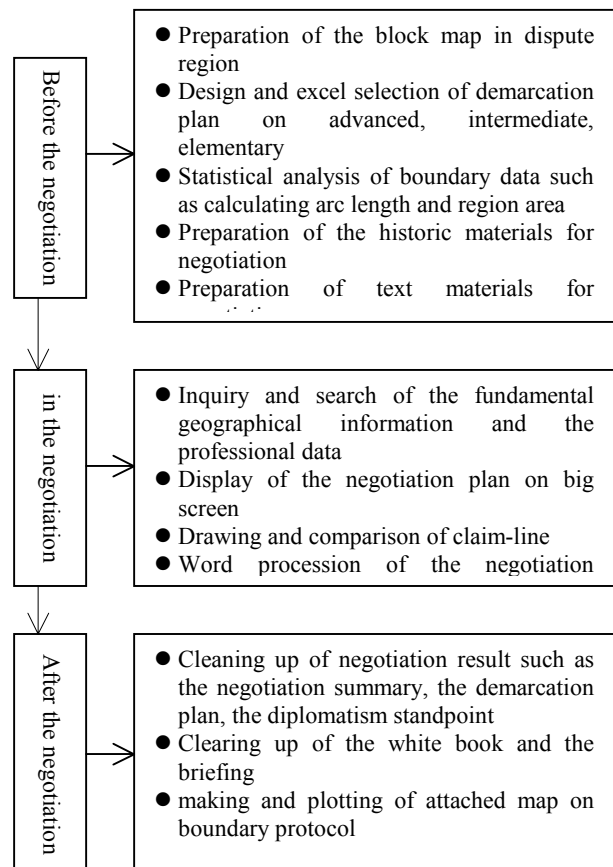 Before the negotiation
● Preparation of the block map in dispute
region
● Design and excel selection of demarcation
plan on advanced, intermediate,
elementary
● Statistical analysis of boundary data such
as calculating arc length and region area
● Preparation of the historic materials for
negotiation
● Preparation of text materials for
in the negotiation
● Inquiry and search of the fundamental
geographical information and the
professional data
● Display of the negotiation plan on big
screen
● Drawing and comparison of claim-line
● Word procession of the negotiation
After the negotiation
● Cleaning up of negotiation result such as
the negotiation summary, the demarcation
plan, the diplomatism standpoint
● Clearing up of the white book and the
briefing
● making and plotting of attached map on
boundary protocol